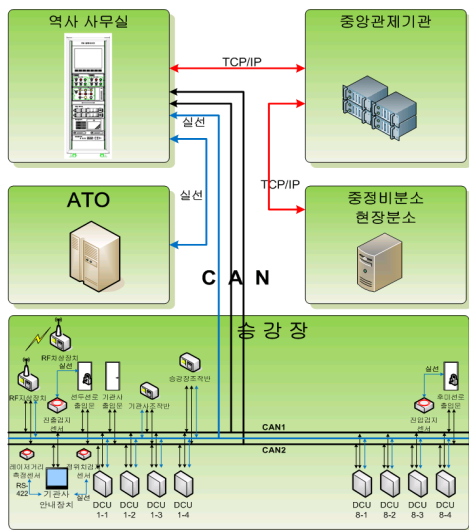 역사 사무실
중앙관제기관
TCP/IP
실선
ATO
실선
TCP/IP
중정비분소
현장분소
CAN
승강장
RF지상장치
실선
RF지상장치
선두선로
출입문
기관사
출입문
승강장조작반
기관사조작반
진출감지
센서
실선
후미선로
출입문
진입감지
센서
CAN1
CAN2
레이저거리
측정센서
정위치검지
센서
RS-
422
기관사
안내장치
실선
DCU
1-1
DCU
1-2
DCU
1-3
DCU
1-4
DCU
8-1
DCU
8-2
DCU
8-3
DCU
8-4